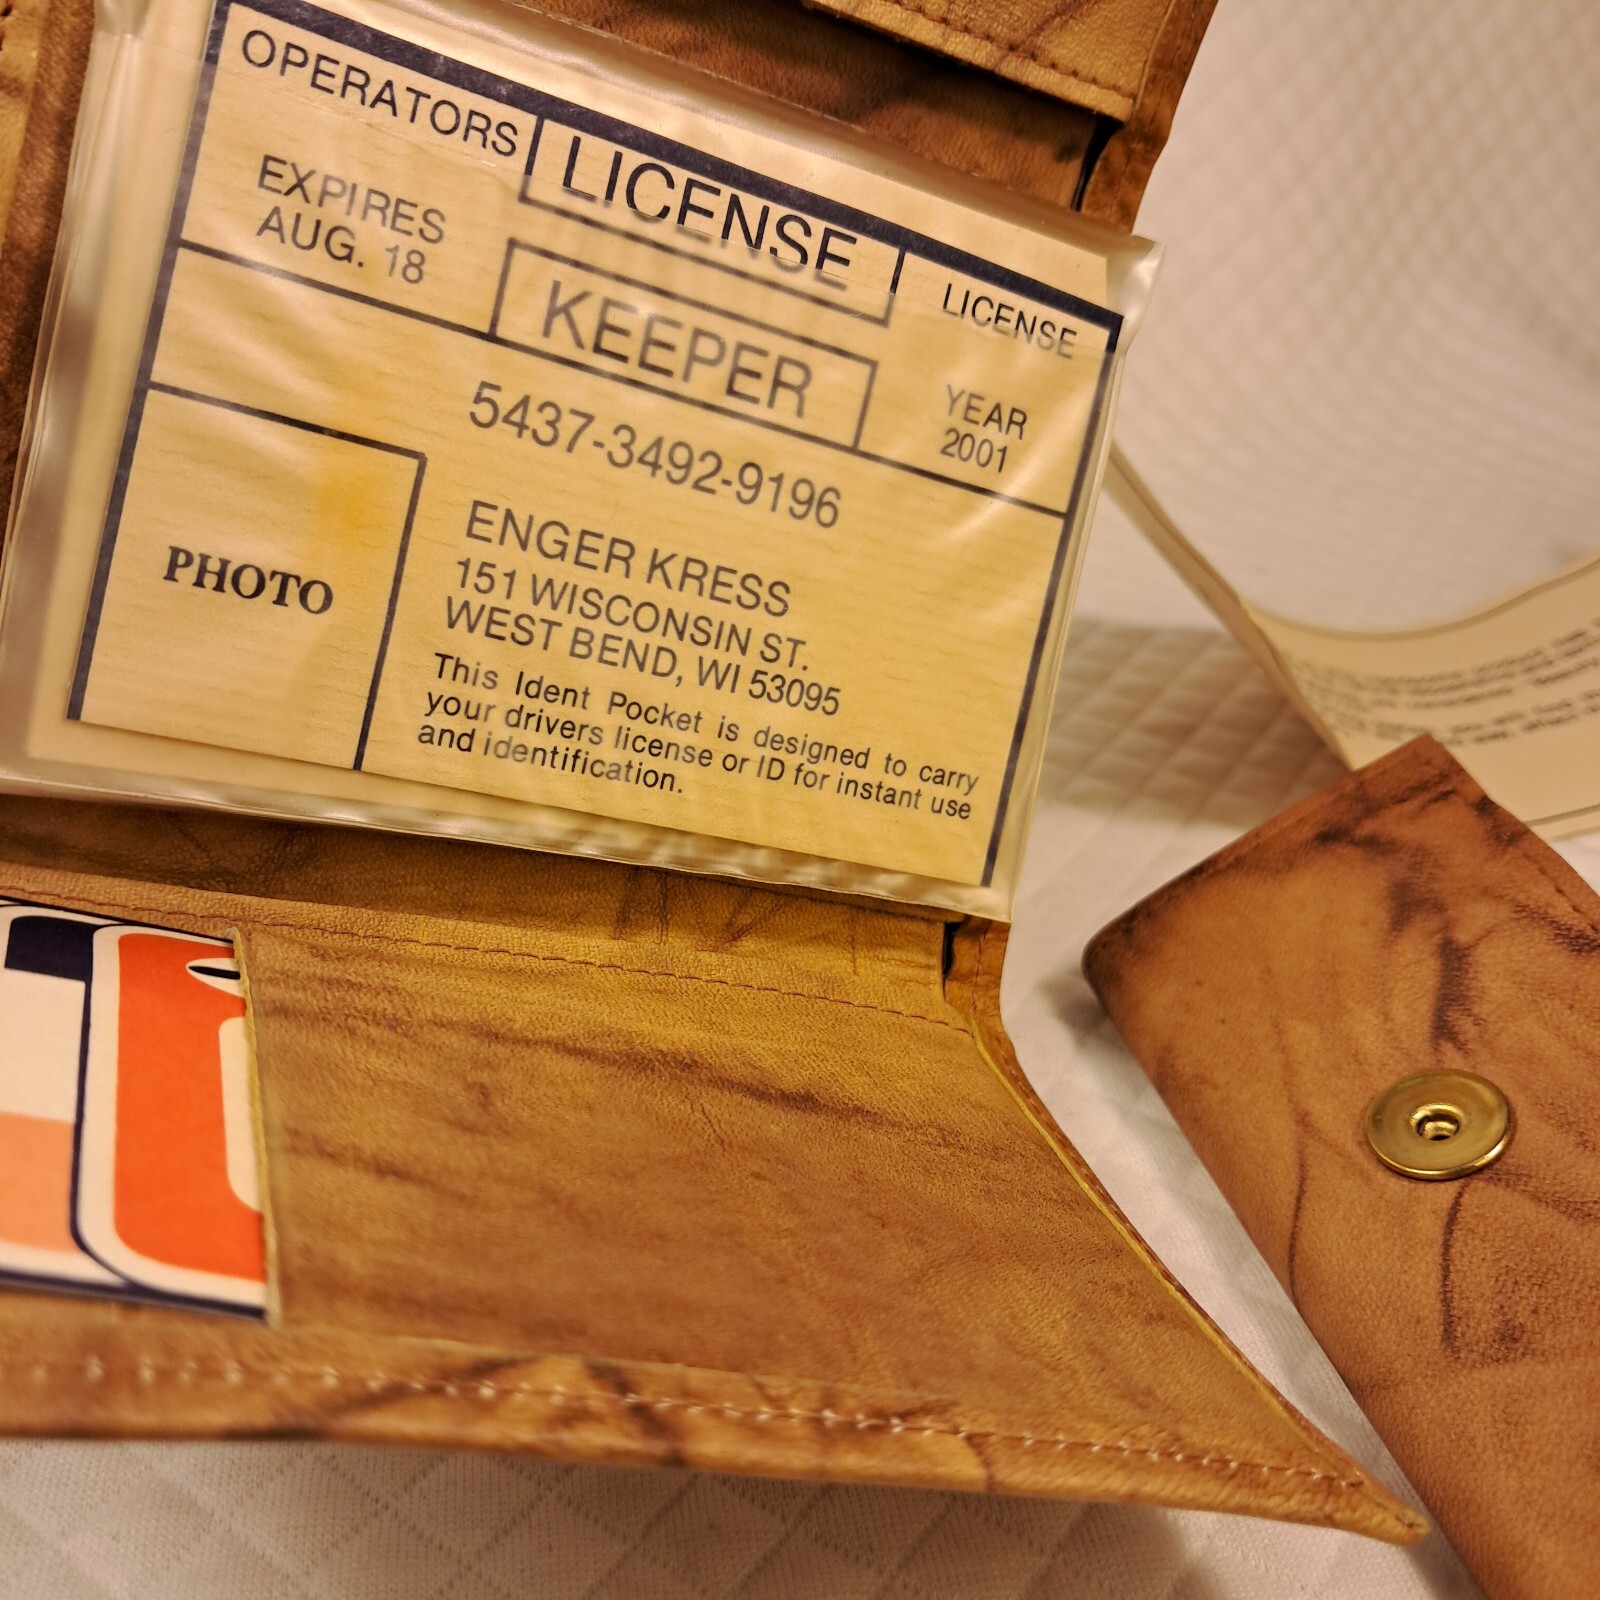 OPERATORS
LICENSE
LICENSE
EXPIRES
AUG. 18
KEEPER
YEAR
2001
5437-3492-9196
PHOTO
ENGER KRESS
151 WISCONSIN ST.
WEST BEND, WI 53095
This Ident Pocket is designed to carry
your drivers license or ID for instant use
and identification.